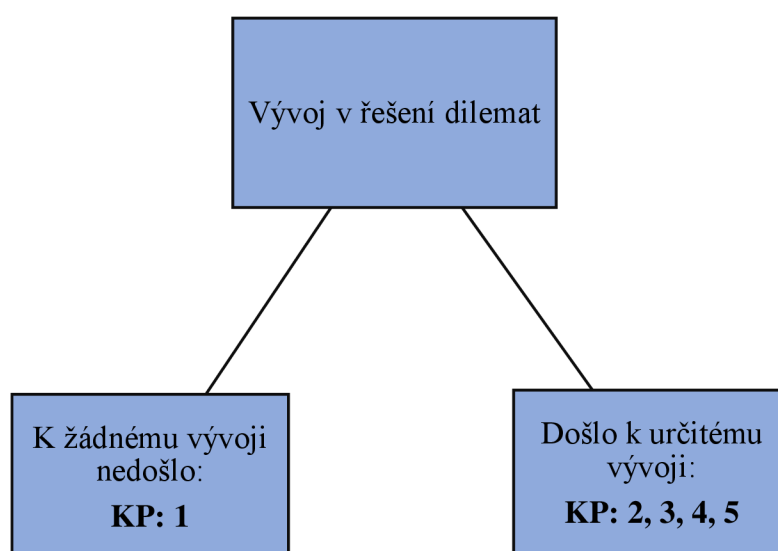 Vývoj v řešení dilemat
K žádnému vývoji
nedošlo:
KP: 1
Došlo k určitému
vývoji:
KP: 2, 3, 4, 5